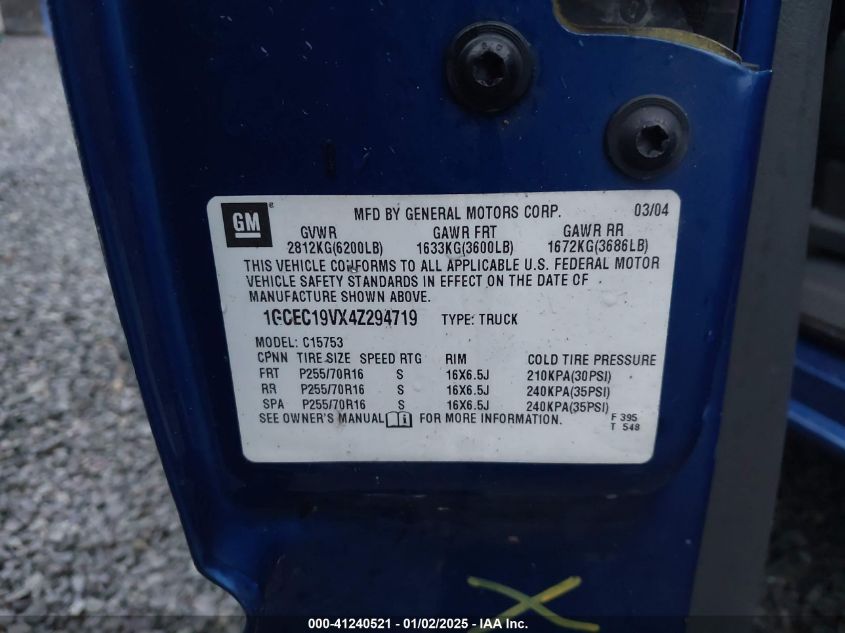 GM®
MFD BY GENERAL MOTORS CORP. 03/04
GVWR GAWR FRT GAWR RR
2812KG(6200LB) 1633KG(3600LB) 1672KG(3686LB)
THIS VEHICLE CONFORMS TO ALL APPLICABLE U.S. FEDERAL MOTOR
VEHICLE SAFETY STANDARDS IN EFFECT ON THE DATE OF
MANUFACTURE SHOWN ABOVE.
1GCEC19VX4Z294719 TYPE: TRUCK
MODEL: C15753
CPNN TIRE SIZE SPEED RTG RIM COLD TIRE PRESSURE
FRT P255/70R16 S 16X6.5J 210KPA(30PSI)
RR P255/70R16 S 16X6.5J 240KPA(35PSI)
SPA P255/70R16 S 16X6.5J 240KPA(35PSI)
SEE OWNER'S MANUAL FOR MORE INFORMATION. F 395
T 548
000-41240521 - 01/02/2025 - IAA Inc.